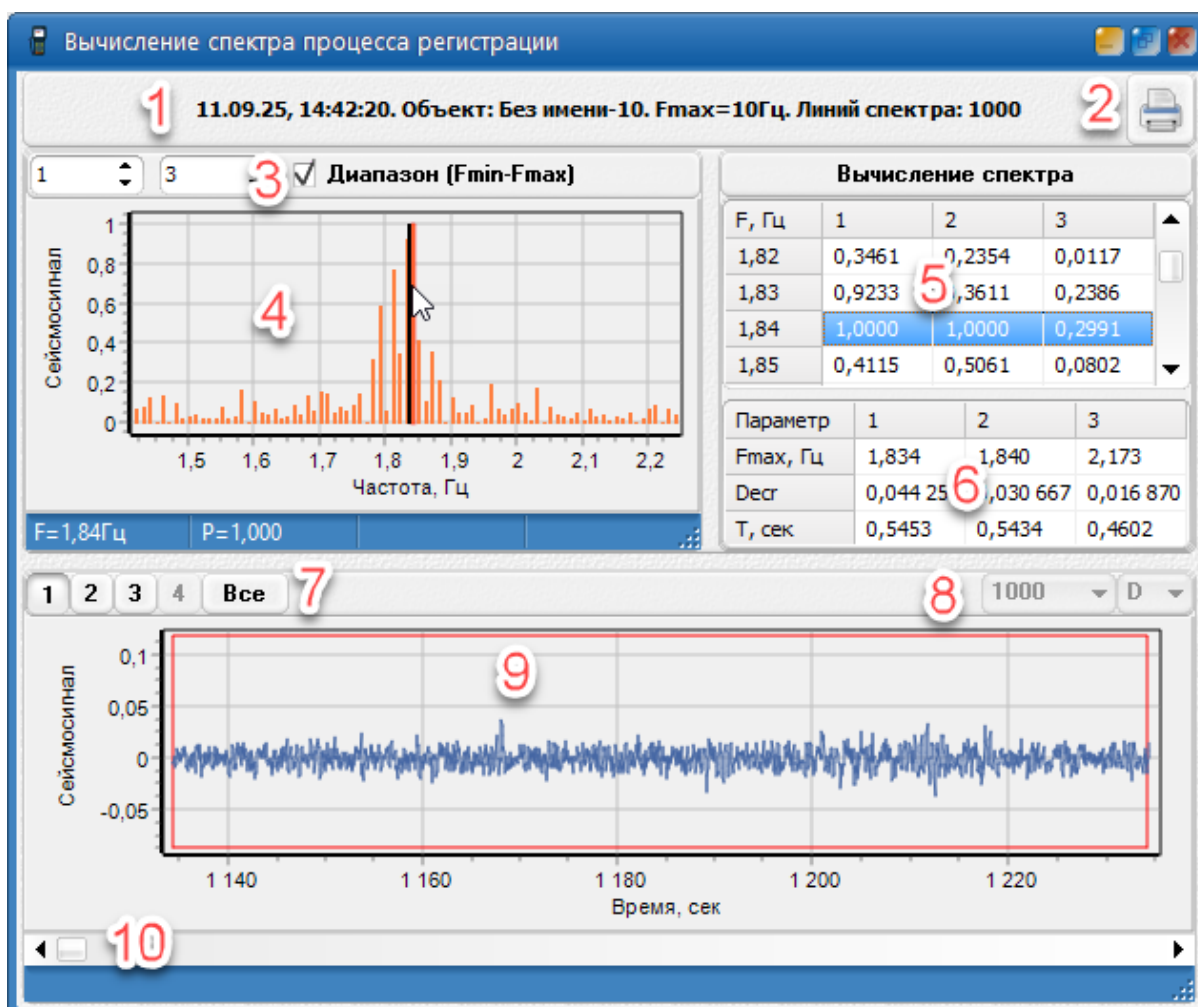 Вычисление спектра процесса регистрации
1 11.09.25, 14:42:20. Объект: Без имени-10. Fmax=10Гц. Линий спектра: 1000 2
1 3 3 Диапазон (Fmin-Fmax)
Сейсмосигнал
1
0,8
0,6
0,4
0,2
0
4
1,5 1,6 1,7 1,8 1,9 2 2,1 2,2
Частота, Гц
F=1,84Гц P=1,000
Вычисление спектра
F, Гц 1 2 3
1,82 0,3461 0,2354 0,0117
1,83 0,9233 0,3611 0,2386
5
1,84 1,0000 1,0000 0,2991
1,85 0,4115 0,5061 0,0802
Параметр 1 2 3
Fmax, Гц 1,834 1,840 2,173
6
Decr 0,044 25 ,030 667 0,016 870
T, сек 0,5453 0,5434 0,4602
1 2 3 4 Все 7 8 1000 D
Сейсмосигнал
0,1
0,05
0
-0,05
9
1 140 1 160 1 180 1 200 1 220
Время, сек
10